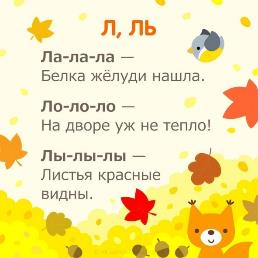 Л, ЛЬ
Ла-ла-ла —
Белка жёлуди нашла.
Ло-ло-ло —
На дворе уж не тепло!
Лы-лы-лы —
Листья красные
видны.